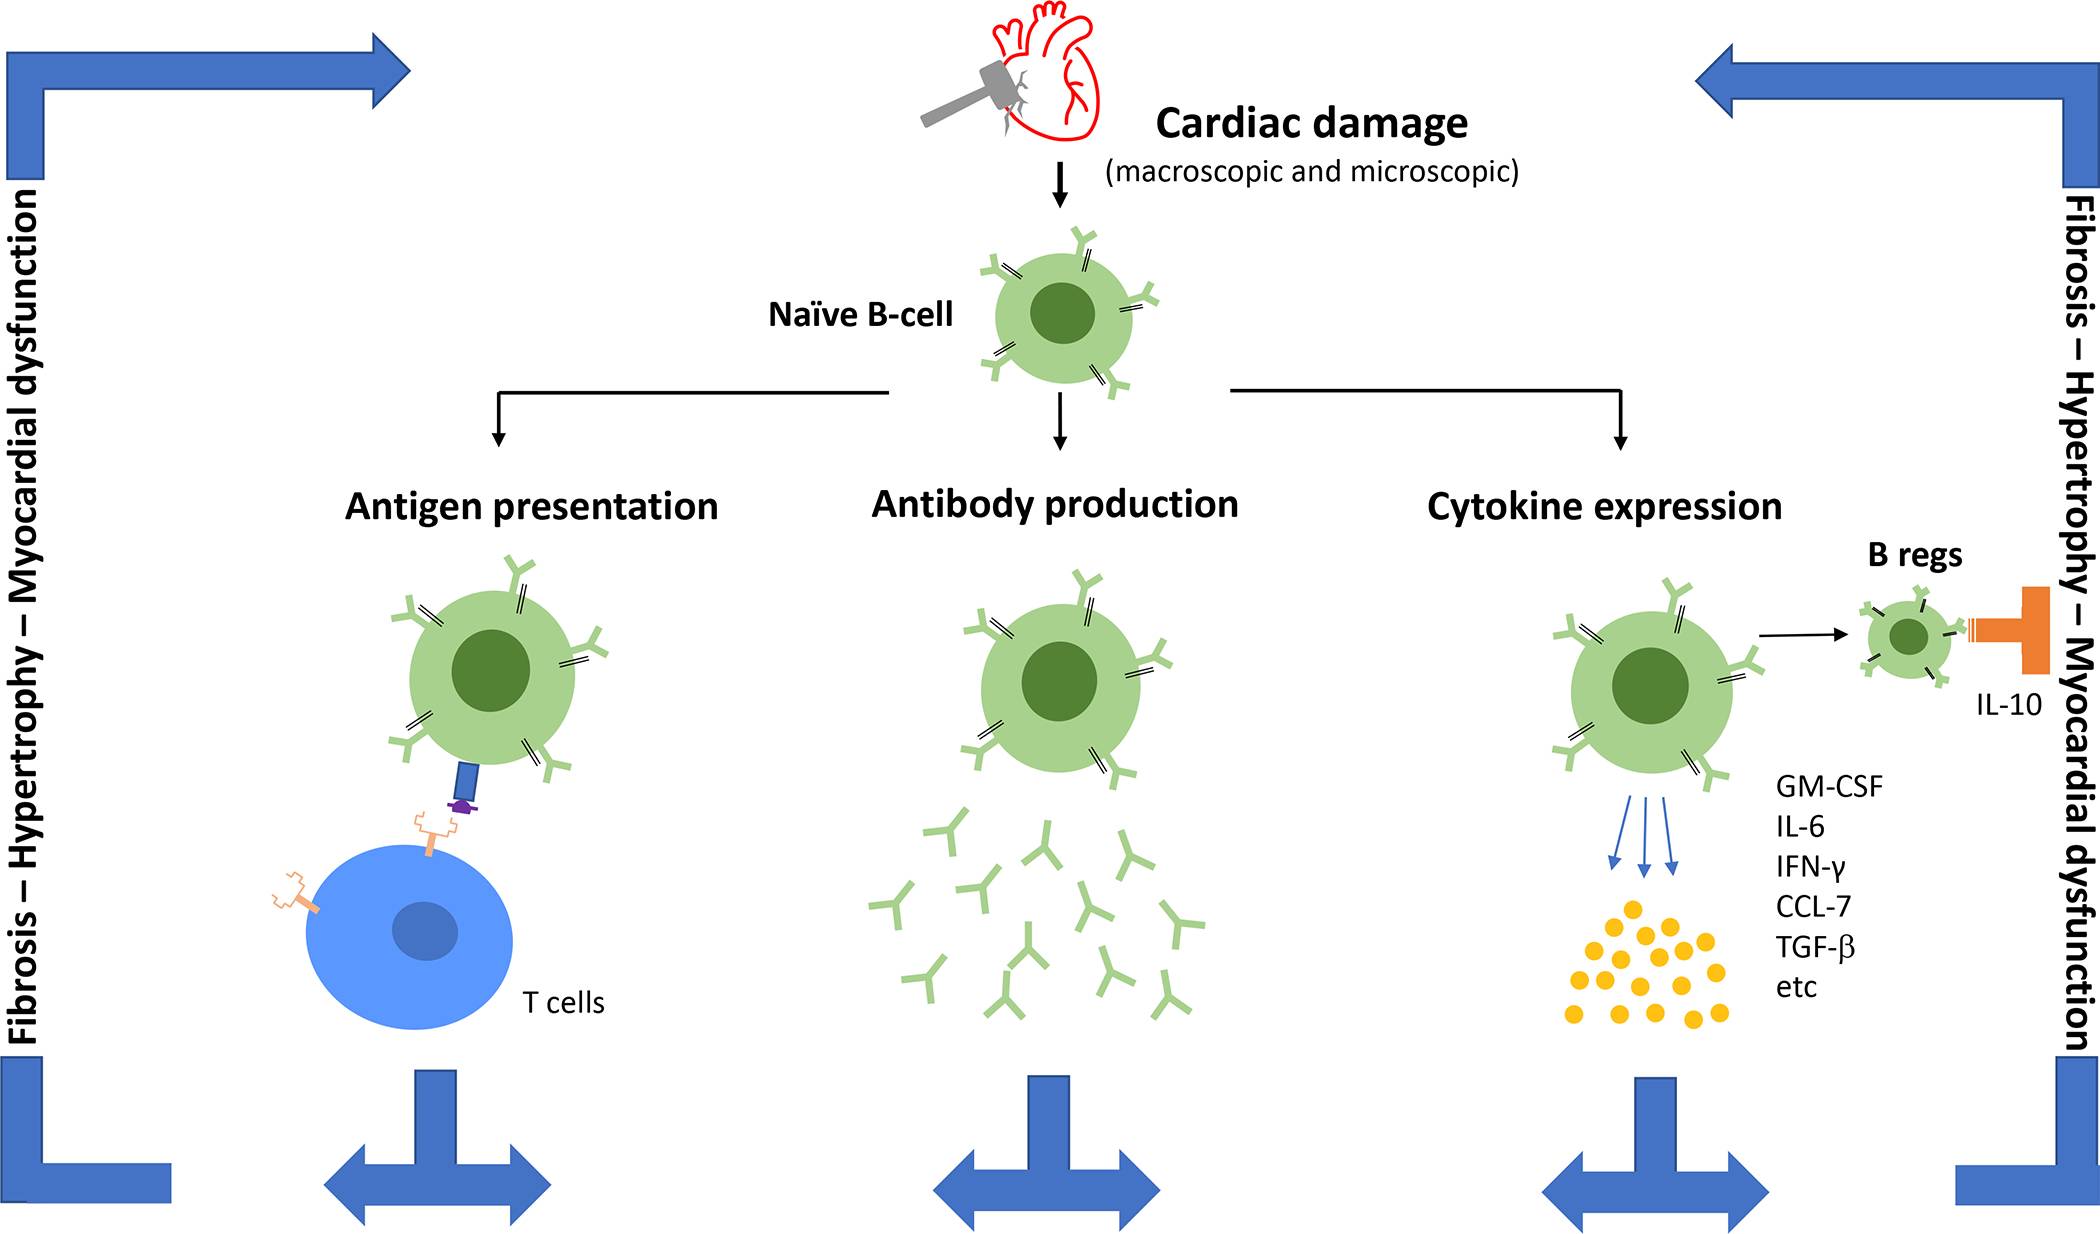 Cardiac damage
(macroscopic and microscopic)
Naïve B-cell
Antigen presentation
Antibody production
Cytokine expression
B regs
IL-10
GM-CSF
IL-6
IFN-γ
CCL-7
TGF-β
etc
T cells
Fibrosis – Hypertrophy – Myocardial dysfunction
Fibrosis – Hypertrophy – Myocardial dysfunction